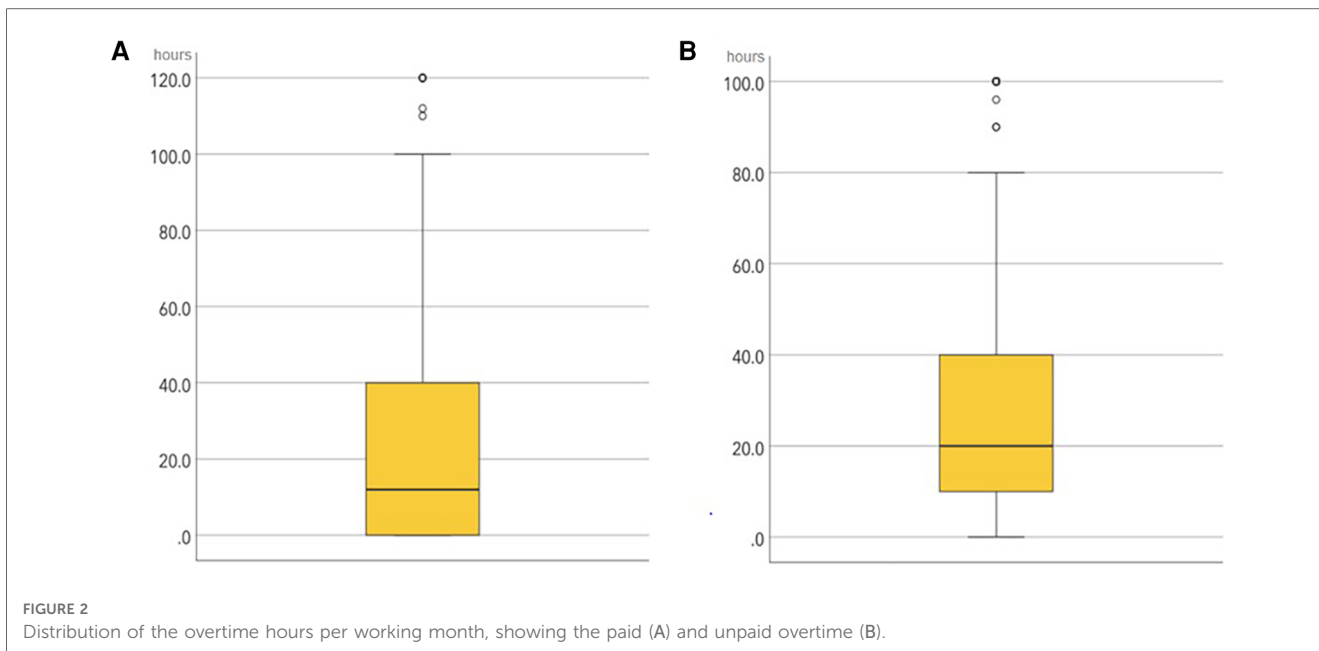 A
hours
120.0
100.0
80.0
60.0
40.0
20.0
.0
B
hours
100.0
80.0
60.0
40.0
20.0
.0
FIGURE 2
Distribution of the overtime hours per working month, showing the paid (A) and unpaid overtime (B).